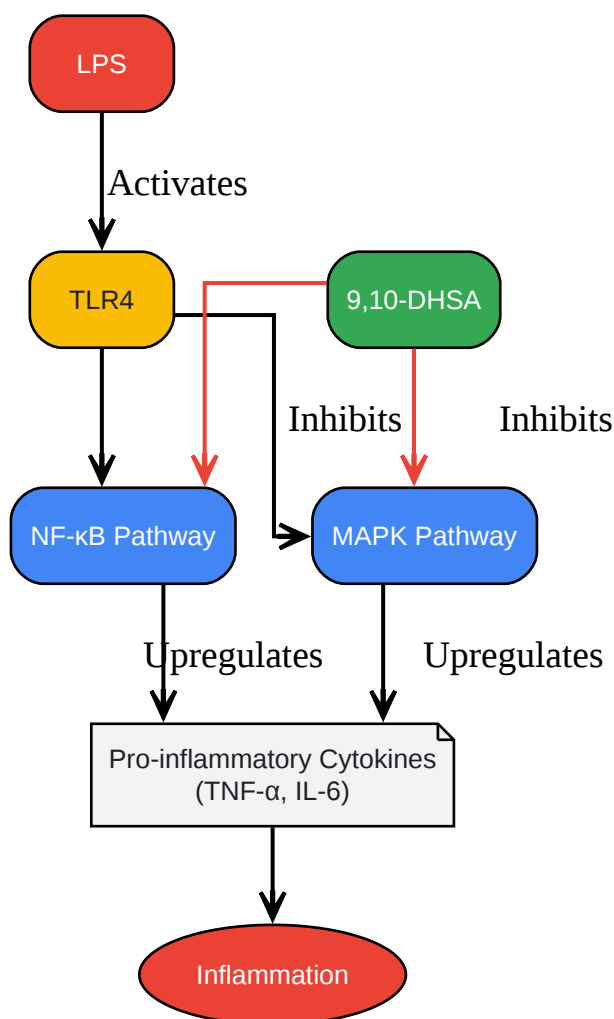 LPS
Activates
TLR4
9,10-DHSA
Inhibits
Inhibits
NF-κB Pathway
MAPK Pathway
Upregulates
Upregulates
Pro-inflammatory Cytokines
(TNF-α, IL-6)
Inflammation